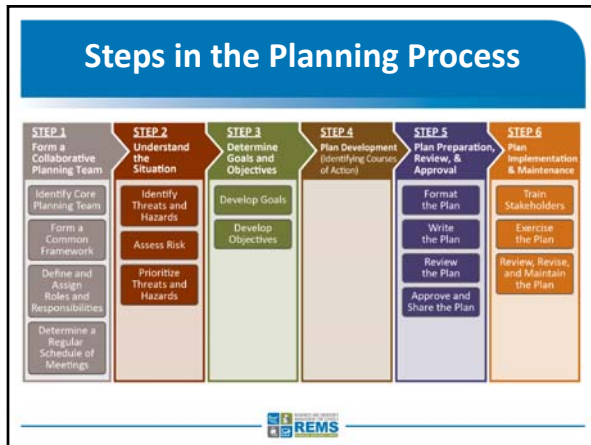 Steps in the Planning Process
STEP 1
Form a
Collaborative
Planning Team
Identify Core
Planning Team
Form a
Common
Framework
Define and
Assign
Roles and
Responsibilities
Determine a
Regular
Schedule of
Meetings
STEP 2
Understand
the
Situation
Identify
Threats and
Hazards
Assess Risk
Prioritize
Threats and
Hazards
STEP 3
Determine
Goals and
Objectives
Develop Goals
Develop
Objectives
STEP 4
Plan Development
(Identifying Courses
of Action)
STEP 5
Plan Preparation,
Review, &
Approval
Format
the Plan
Write
the Plan
Review
the Plan
Approve and
Share the Plan
STEP 6
Plan
Implementation
& Maintenance
Train
Stakeholders
Exercise
the Plan
Review, Revise,
and Maintain
the Plan
REMS